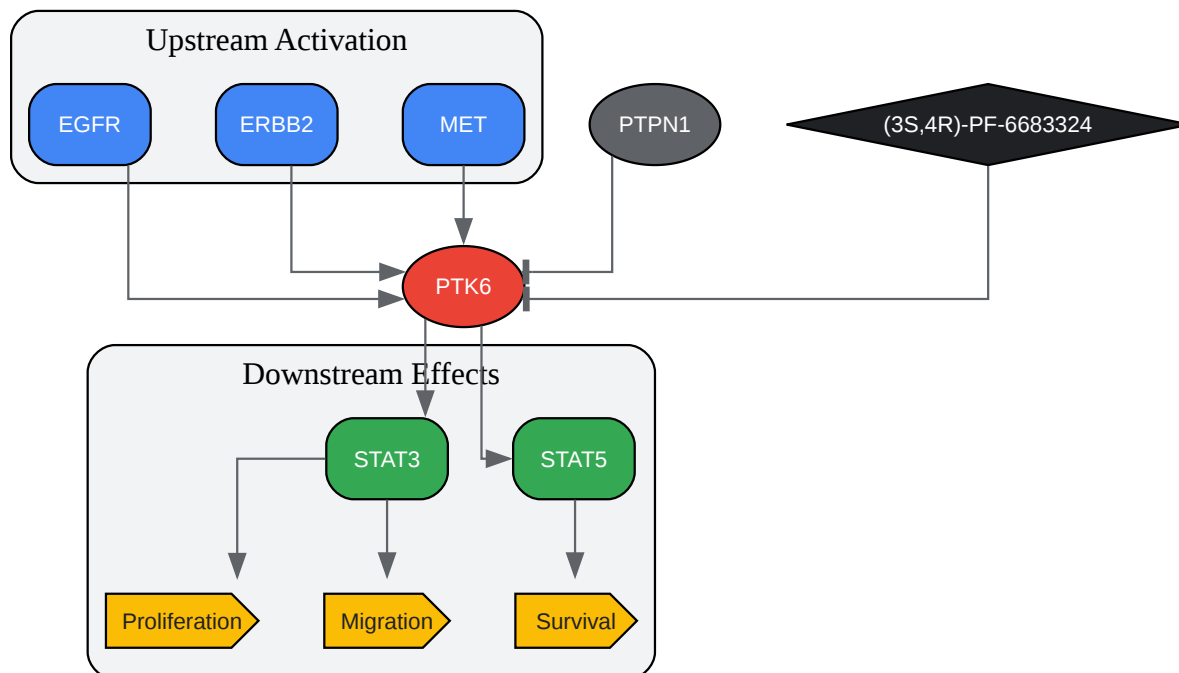 Upstream Activation
EGFR
ERBB2
MET
PTPN1
(3S,4R)-PF-6683324
PTK6
Downstream Effects
STAT3
STAT5
Proliferation
Migration
Survival